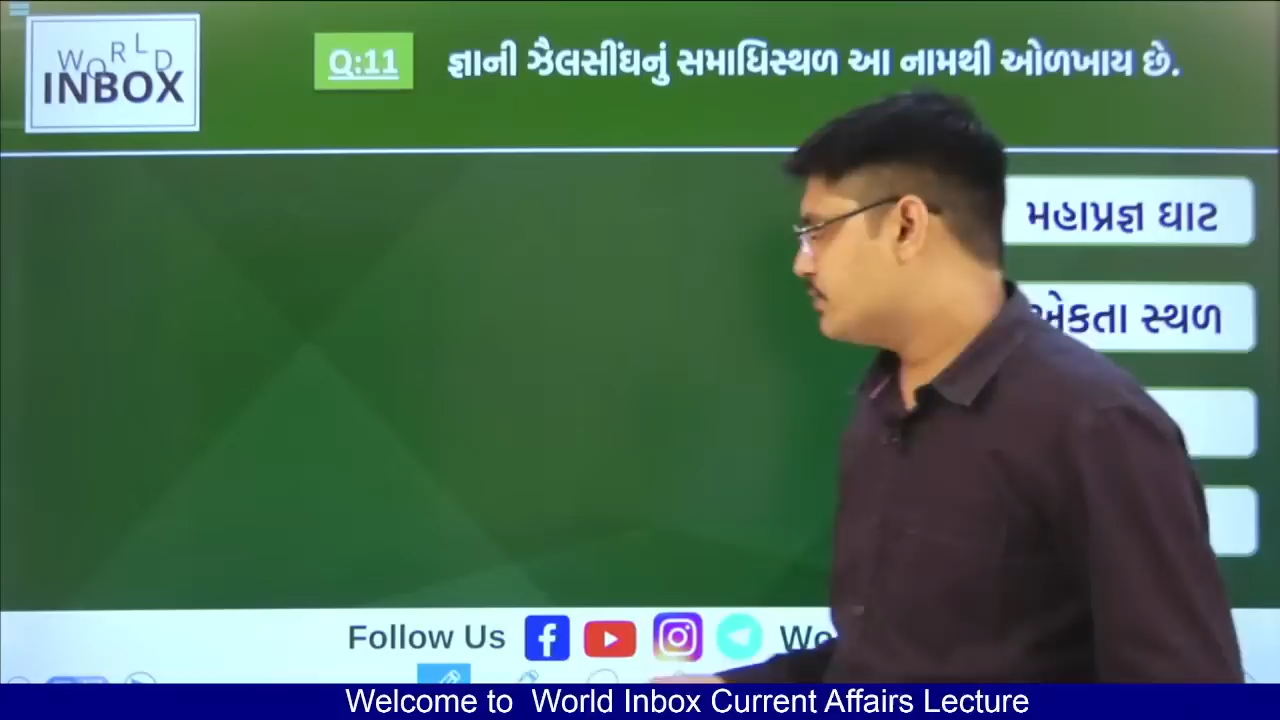 WORLD
INBOX
Q:11 જ્ઞાની ઝૈલસીંઘનું સમાધિસ્થળ આ નામથી ઓળખાય છે.
મહાપ્રજ્ઞ ઘાટ
એકતા સ્થળ
Follow Us
Welcome to World Inbox Current Affairs Lecture